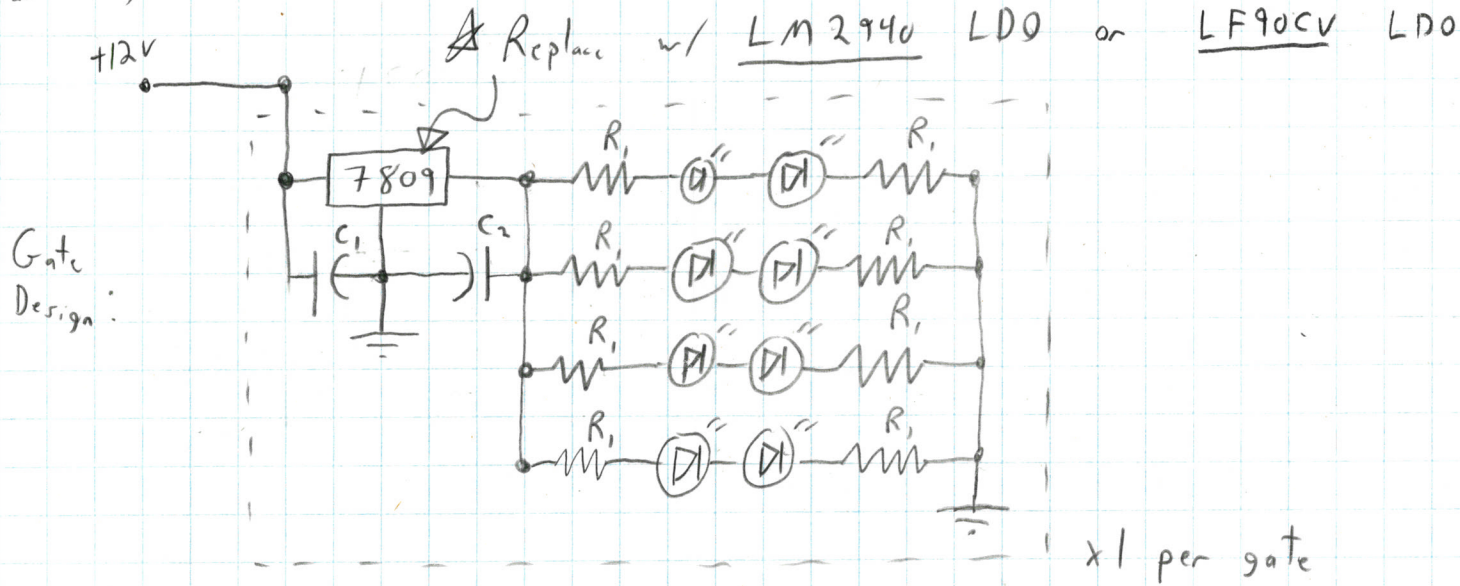 ☆ Replace w/ LM2940 LDO or LF90CV LDO
+12V
R₁ R₁
7809
C₁ C₂
R₁ R₁
Gate
Design:
R₁ R₁
R₁ R₁
x1 per gate